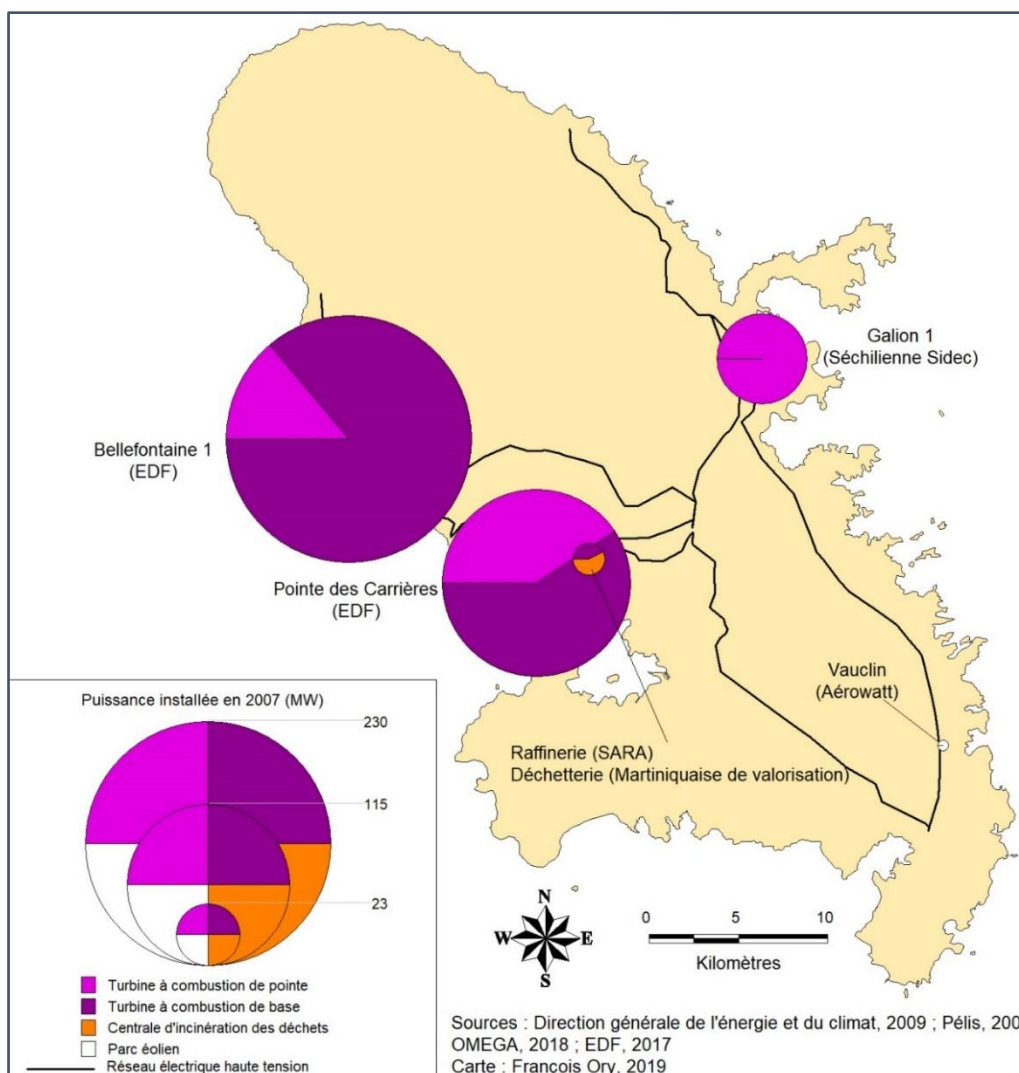 Galion 1
(Séchilienne Sidec)
Bellefontaine 1
(EDF)
Pointe des Carrières
(EDF)
Vauclin
(Aérowatt)
Raffinerie (SARA)
Déchetterie (Martiniquaise de valorisation)
Puissance installée en 2007 (MW)
230
115
23
Turbine à combustion de pointe
Turbine à combustion de base
Centrale d'incinération des déchets
Parc éolien
Réseau électrique haute tension
N
W E
S
0 5 10
Kilomètres
Sources : Direction générale de l'énergie et du climat, 2009 ; Pélis, 200
OMEGA, 2018 ; EDF, 2017
Carte : François Ory, 2019